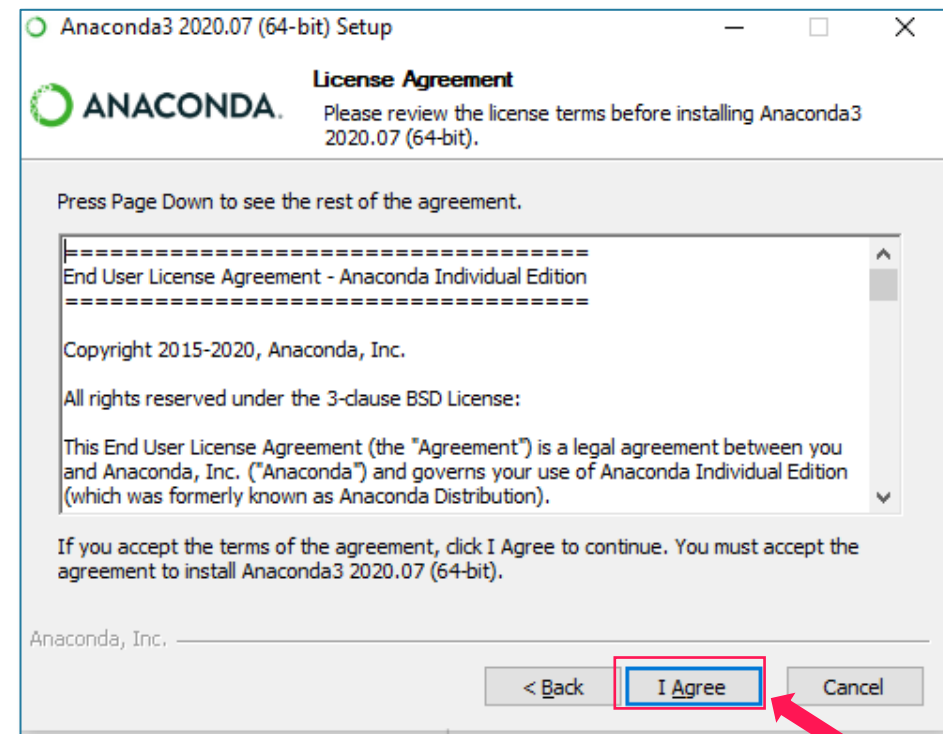 Anaconda3 2020.07 (64-bit) Setup
ANACONDA.
License Agreement
Please review the license terms before installing Anaconda3
2020.07 (64-bit).
Press Page Down to see the rest of the agreement.
===================================
End User License Agreement - Anaconda Individual Edition
===================================
Copyright 2015-2020, Anaconda, Inc.
All rights reserved under the 3-clause BSD License:
This End User License Agreement (the "Agreement") is a legal agreement between you
and Anaconda, Inc. ("Anaconda") and governs your use of Anaconda Individual Edition
(which was formerly known as Anaconda Distribution).
If you accept the terms of the agreement, click I Agree to continue. You must accept the
agreement to install Anaconda3 2020.07 (64-bit).
Anaconda, Inc.
< Back
I Agree
Cancel